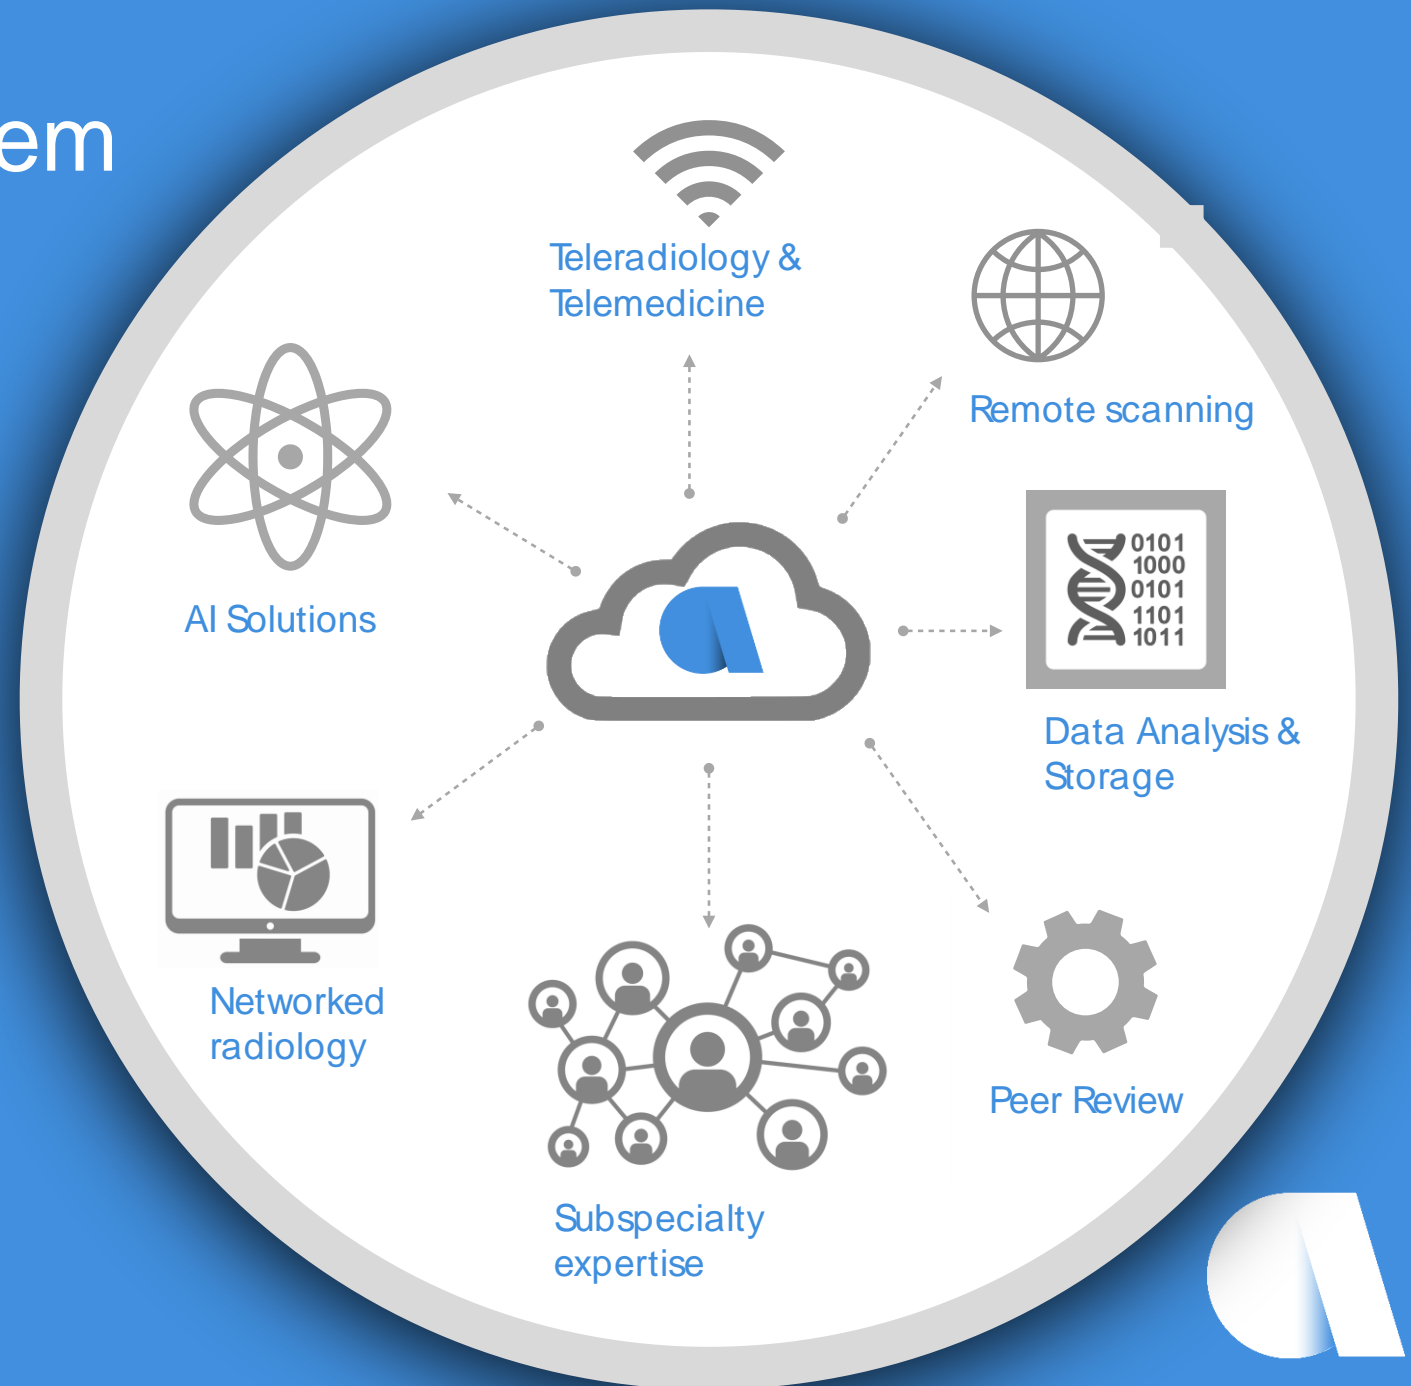 em
Teleradiology &
Telemedicine
Remote scanning
0101
1000
0101
1101
1011
AI Solutions
Data Analysis &
Storage
Networked
radiology
Peer Review
Subspecialty
expertise